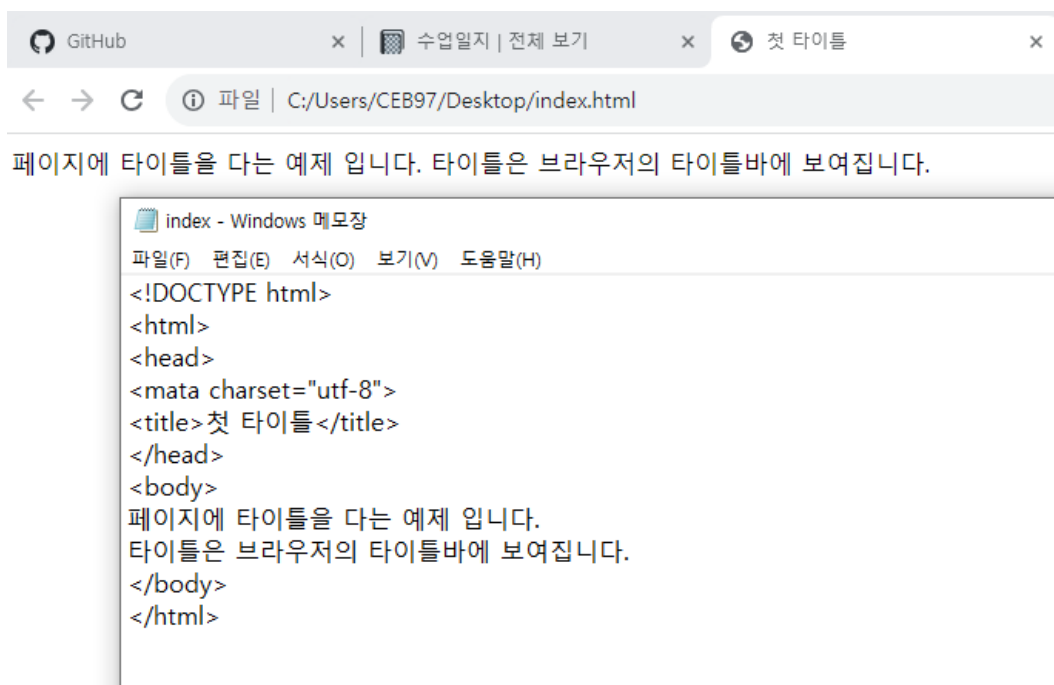 GitHub × 수업일지 | 전체 보기 × 첫 타이틀 ×
파일 | C:/Users/CEB97/Desktop/index.html
페이지에 타이틀을 다는 예제 입니다. 타이틀은 브라우저의 타이틀바에 보여집니다.
index - Windows 메모장
파일(F) 편집(E) 서식(O) 보기(V) 도움말(H)
<!DOCTYPE html>
<html>
<head>
<mata charset="utf-8">
<title>첫 타이틀</title>
</head>
<body>
페이지에 타이틀을 다는 예제 입니다.
타이틀은 브라우저의 타이틀바에 보여집니다.
</body>
</html>